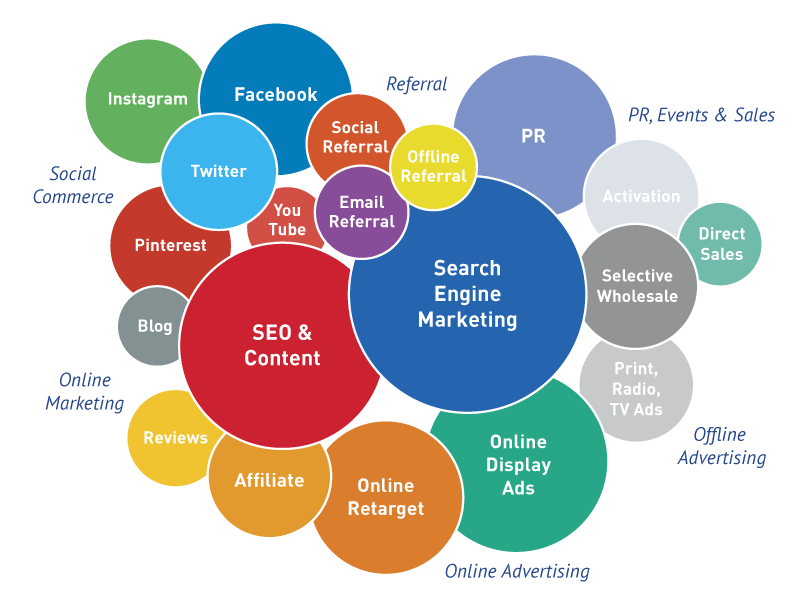 Referral
PR, Events & Sales
Instagram
Facebook
Social
Referral
Offline
Referral
PR
Social
Commerce
Twitter
Email
Referral
Activation
You
Tube
Pinterest
Direct
Sales
Search
Engine
Marketing
Selective
Wholesale
Blog
SEO &
Content
Print,
Radio,
TV Ads
Online
Marketing
Reviews
Offline
Advertising
Affiliate
Online
Retarget
Online
Display
Ads
Online Advertising